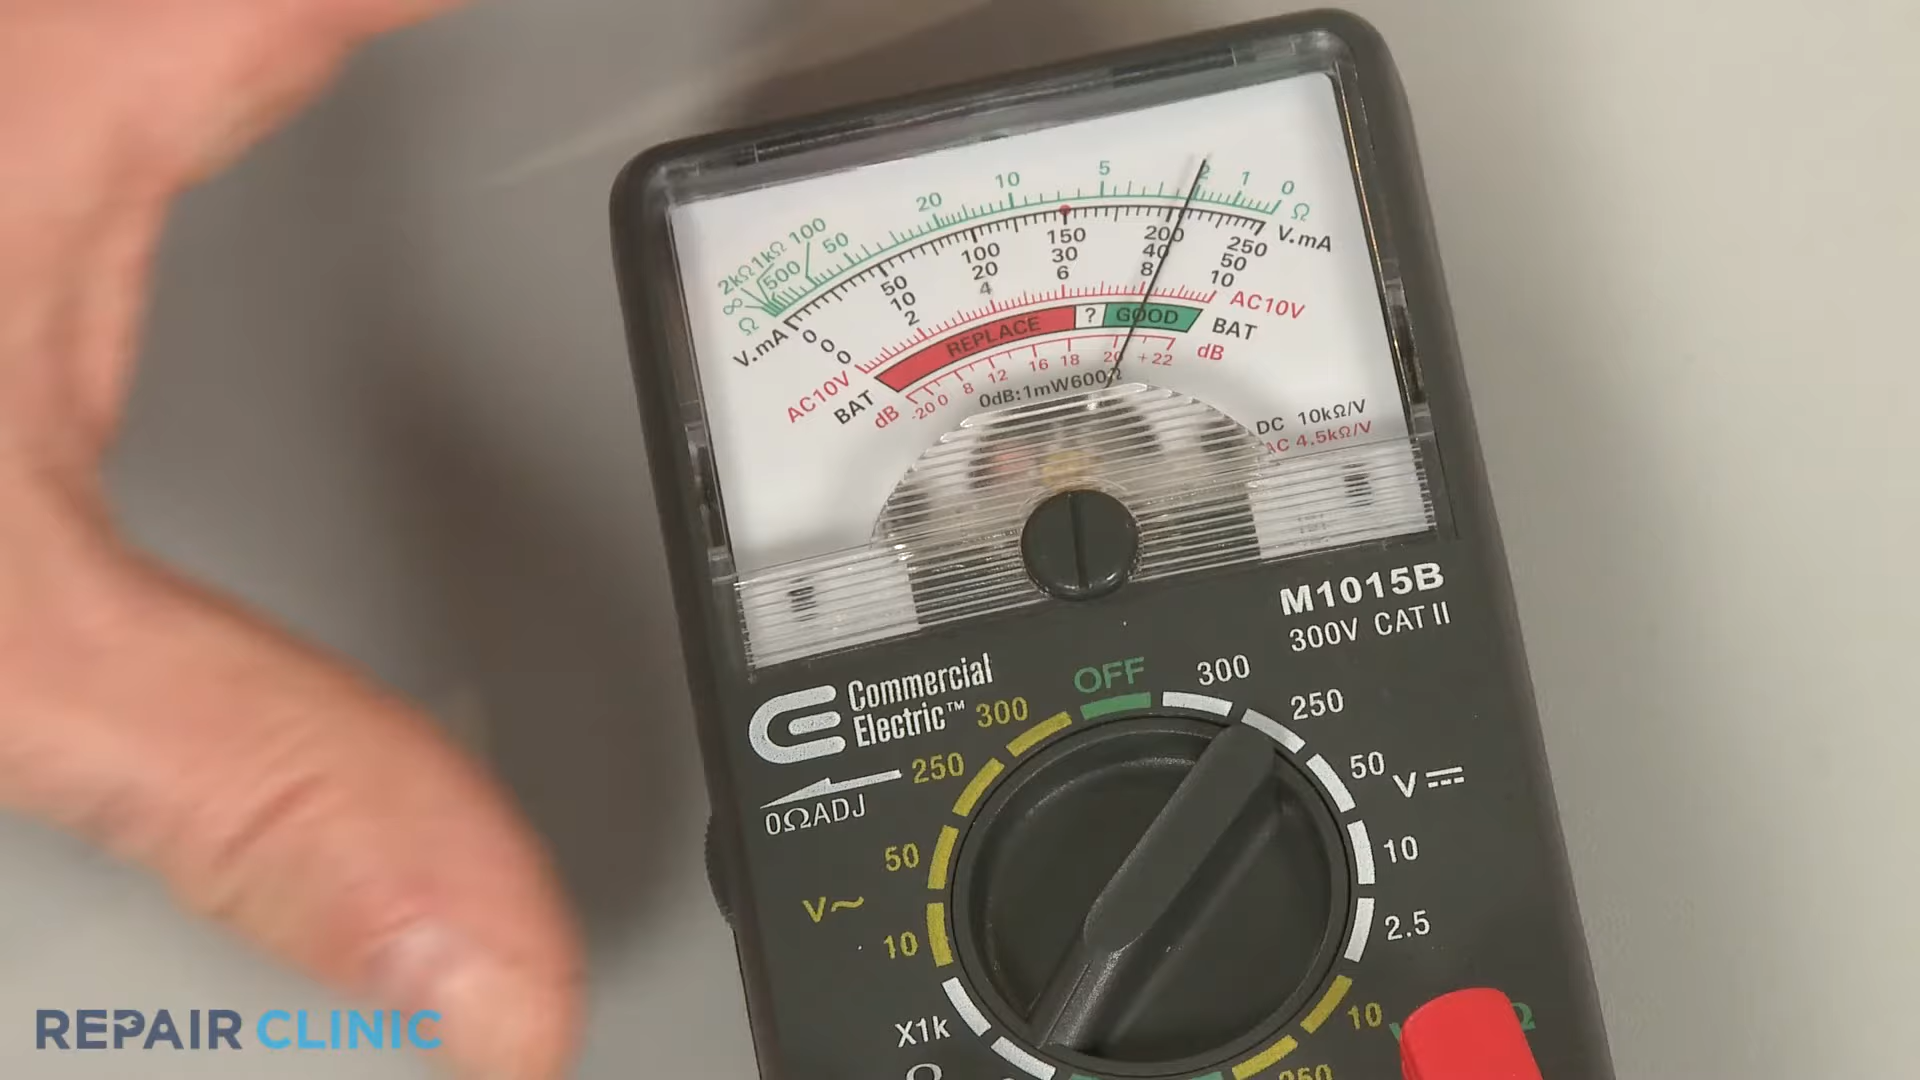 20 10 5 2 1 0 Ω
2kΩ 1kΩ 100 50
∞ 500
Ω
V.mA 0 50 100 150 200 250 V.mA
0 10 20 30 40 50
0 2 4 6 8 10
AC10V AC10V
BAT REPLACE ? GOOD BAT
dB -20 0 8 12 16 18 20 +22 dB
0dB:1mW600Ω
DC 10kΩ/V
AC 4.5kΩ/V
M1015B
300V CAT II
Commercial
Electric™
OFF
300
250
50
V
10
2.5
10
250
300
250
0ΩADJ
50
V~
10
X1k
Ω
Ω
REPAIR CLINIC